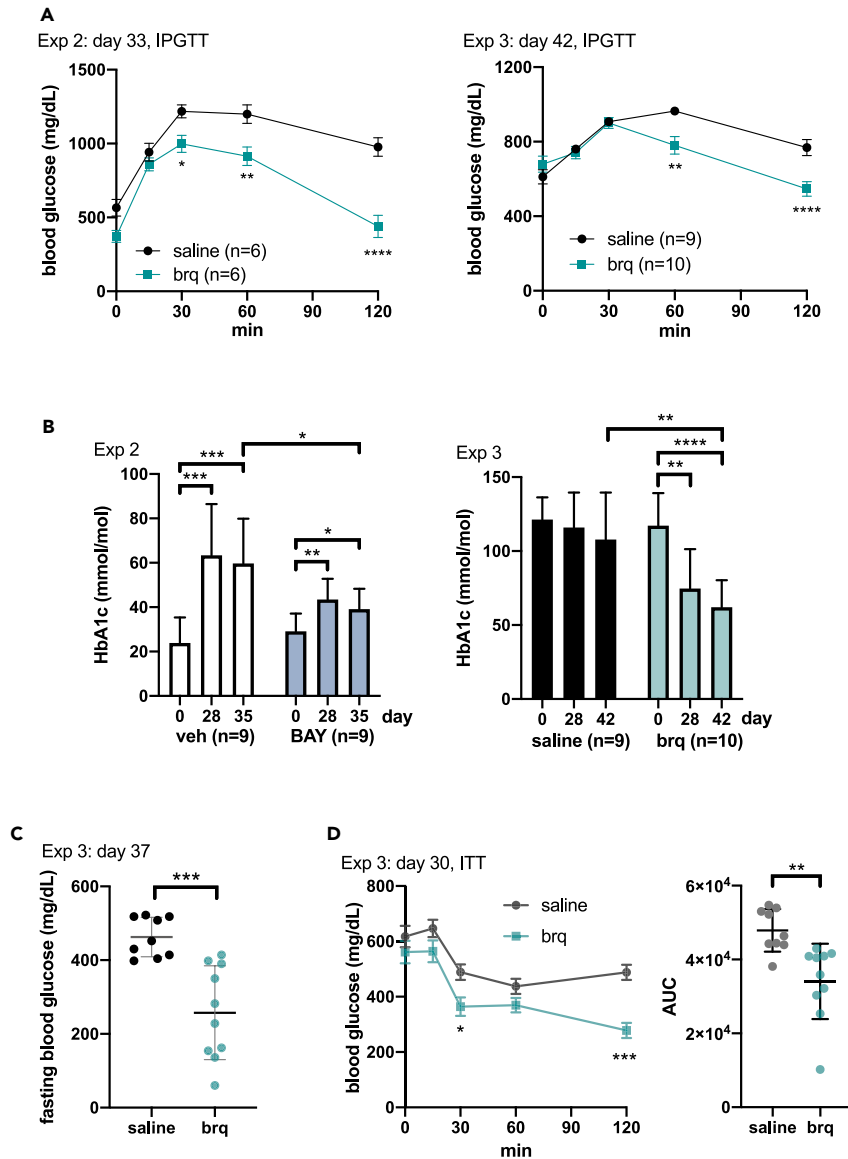 A
Exp 2: day 33, IPGTT
blood glucose (mg/dL)
1500
1000
500
0
0 30 60 90 120
min
saline (n=6)
brq (n=6)
*
**
****
Exp 3: day 42, IPGTT
blood glucose (mg/dL)
1200
900
600
300
0
0 30 60 90 120
min
saline (n=9)
brq (n=10)
**
****
B
Exp 2
HbA1c (mmol/mol)
100
80
60
40
20
0
*
***
***
*
**
0 28 35 0 28 35 day
veh (n=9) BAY (n=9)
Exp 3
HbA1c (mmol/mol)
150
100
50
0
**
****
**
0 28 42 0 28 42 day
saline (n=9) brq (n=10)
C
Exp 3: day 37
fasting blood glucose (mg/dL)
600
400
200
0
***
saline brq
D
Exp 3: day 30, ITT
blood glucose (mg/dL)
800
600
400
200
0
0 30 60 90 120
min
saline
brq
*
***
AUC
6×10⁴
4×10⁴
2×10⁴
0
**
saline brq